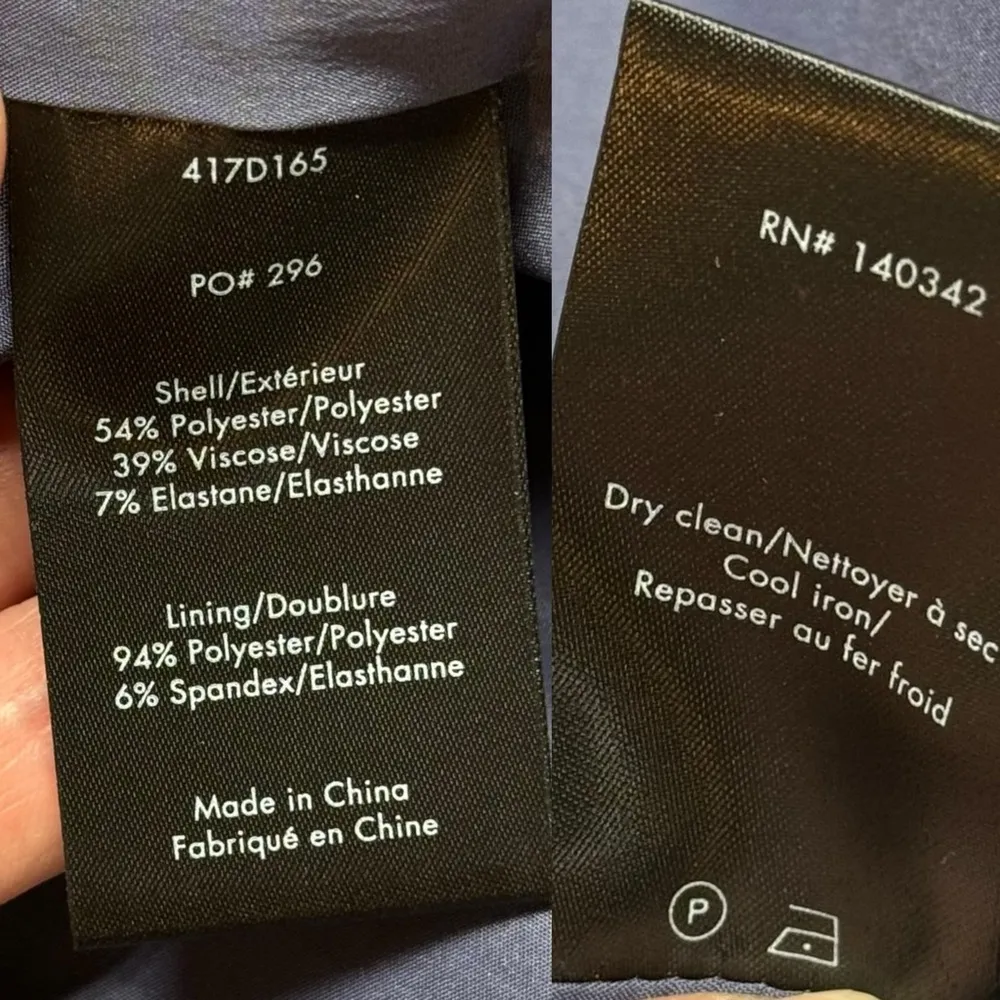 417D165
PO# 296
Shell/Extérieur
54% Polyester/Polyester
39% Viscose/Viscose
7% Elastane/Elasthanne
Lining/Doublure
94% Polyester/Polyester
6% Spandex/Elasthanne
Made in China
Fabriqué en Chine
RN# 140342
Dry clean/Nettoyer à sec
Cool iron/
Repasser au fer froid
P